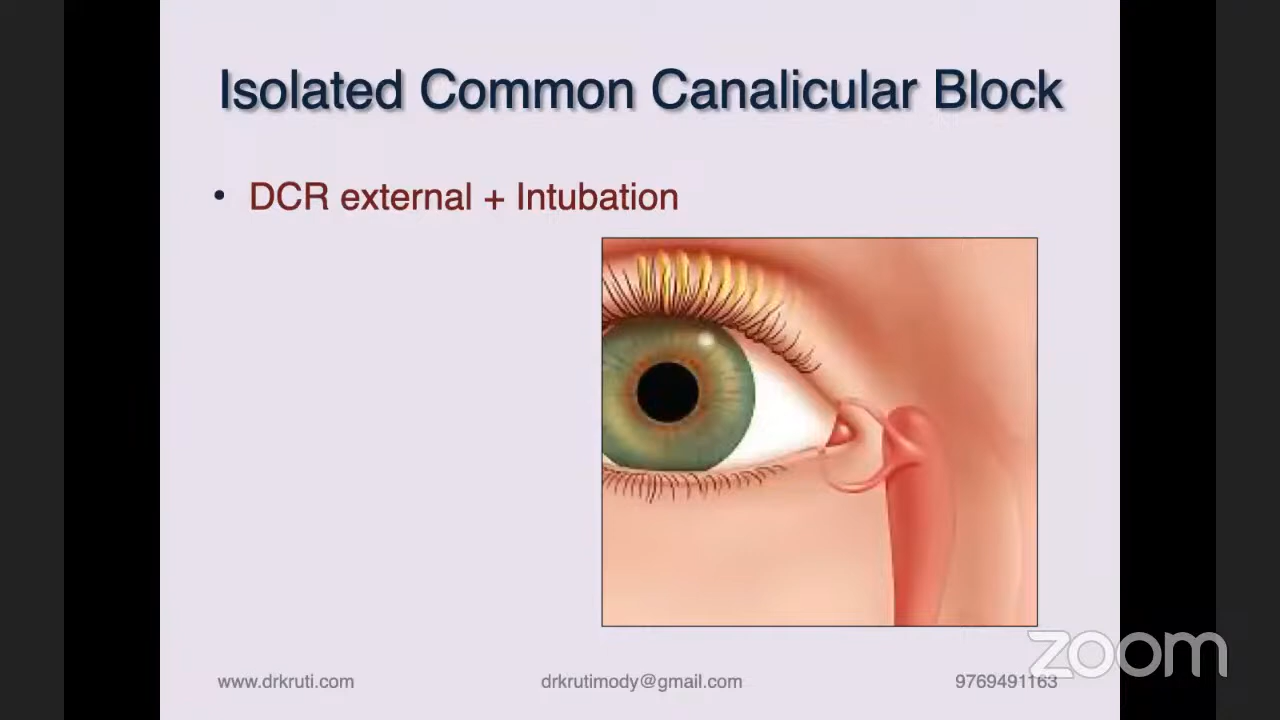 Isolated Common Canalicular Block
• DCR external + Intubation
www.drkruti.com drkrutimody@gmail.com 9769491163
zoom